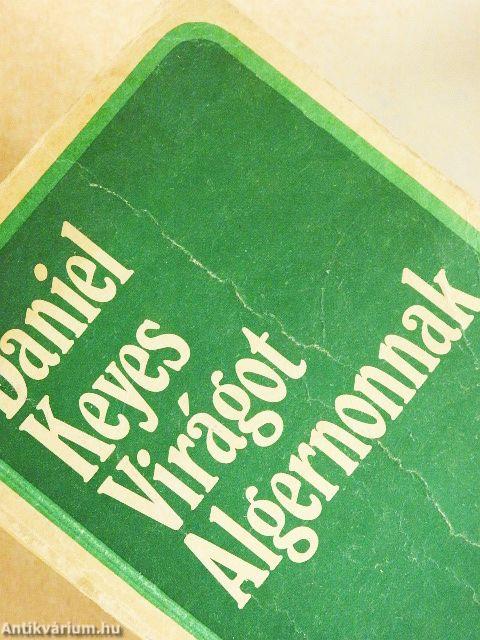 Daniel
Keyes
Virágot
Algernonnak
Antikvárium.hu